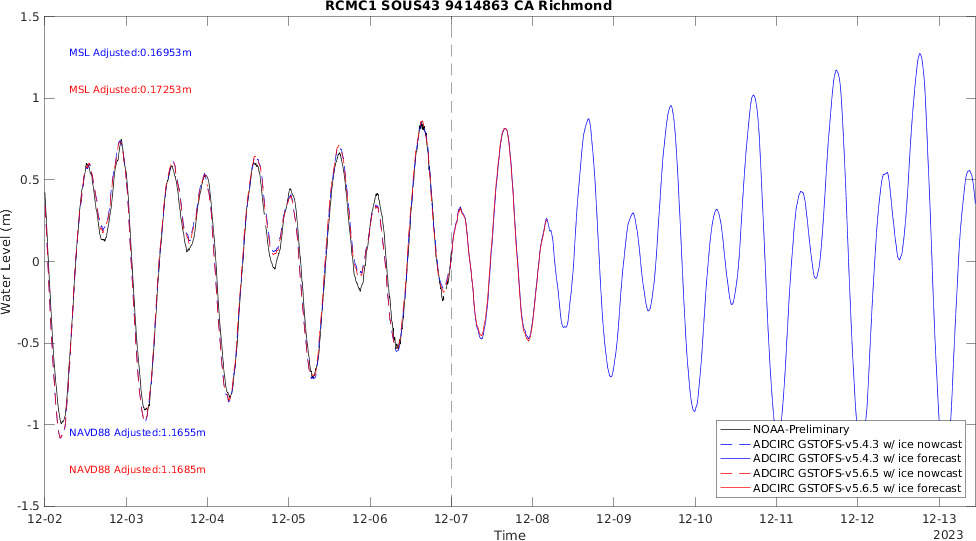 RCMC1 SOUS43 9414863 CA Richmond
1.5
1
0.5
0
-0.5
-1
-1.5
Water Level (m)
MSL Adjusted:0.16953m
MSL Adjusted:0.17253m
NAVD88 Adjusted:1.1655m
NAVD88 Adjusted:1.1685m
NOAA-Preliminary
ADCIRC GSTOFS-v5.4.3 w/ ice nowcast
ADCIRC GSTOFS-v5.4.3 w/ ice forecast
ADCIRC GSTOFS-v5.6.5 w/ ice nowcast
ADCIRC GSTOFS-v5.6.5 w/ ice forecast
12-02 12-03 12-04 12-05 12-06 12-07 12-08 12-09 12-10 12-11 12-12 12-13
Time
2023